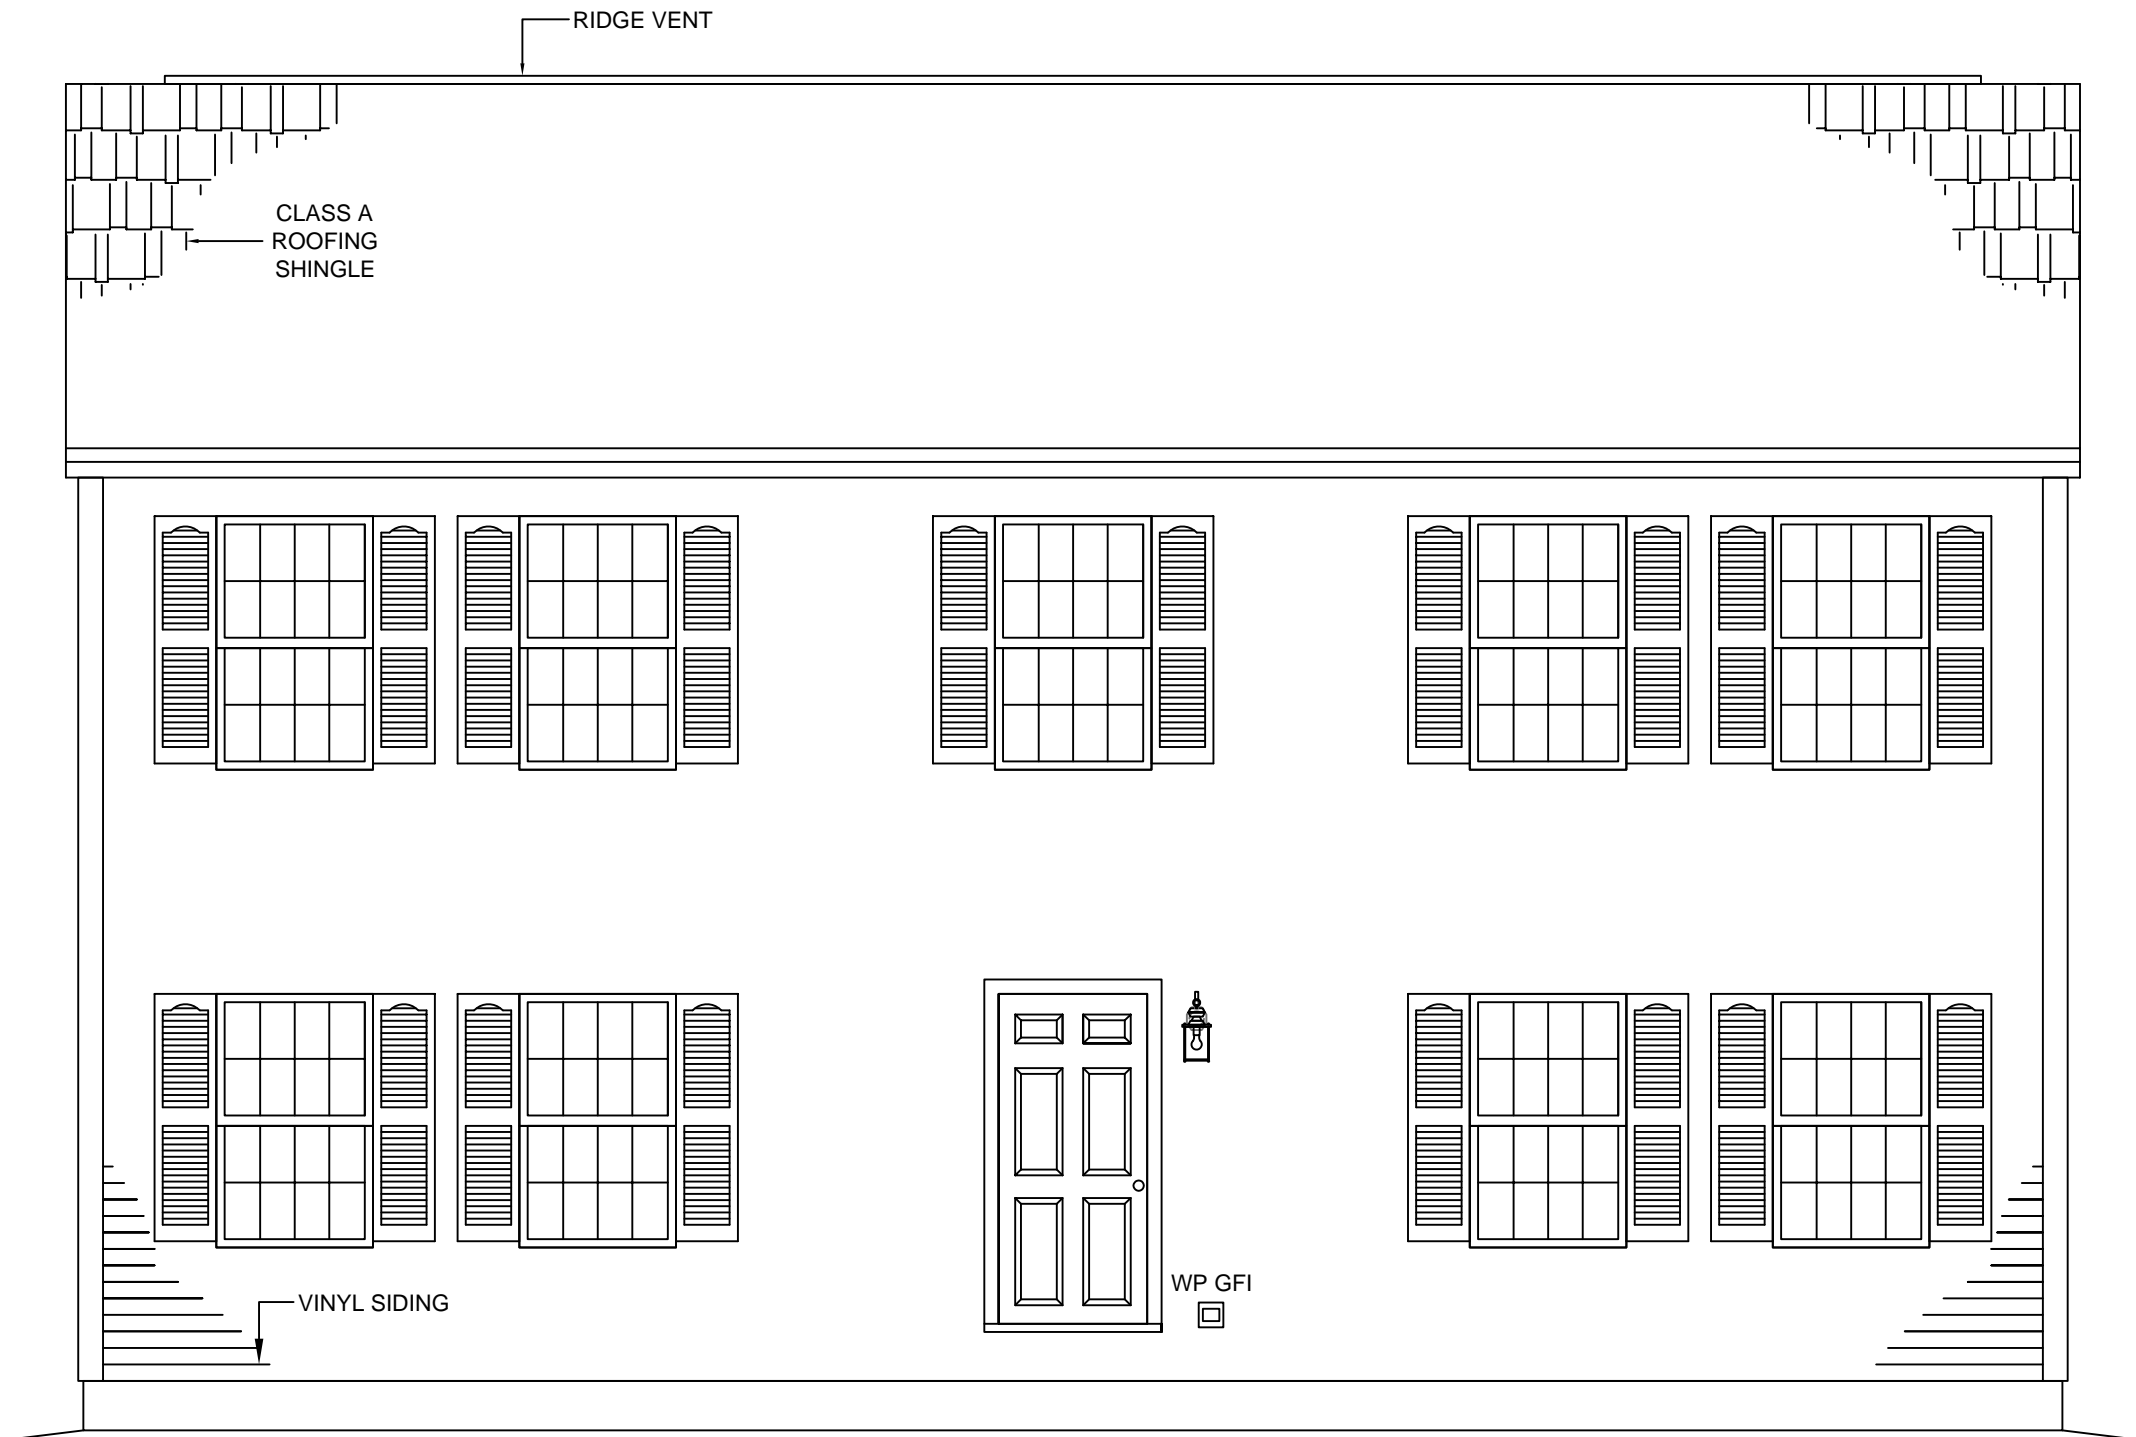 RIDGE VENT
CLASS A
ROOFING
SHINGLE
WP GFI
VINYL SIDING